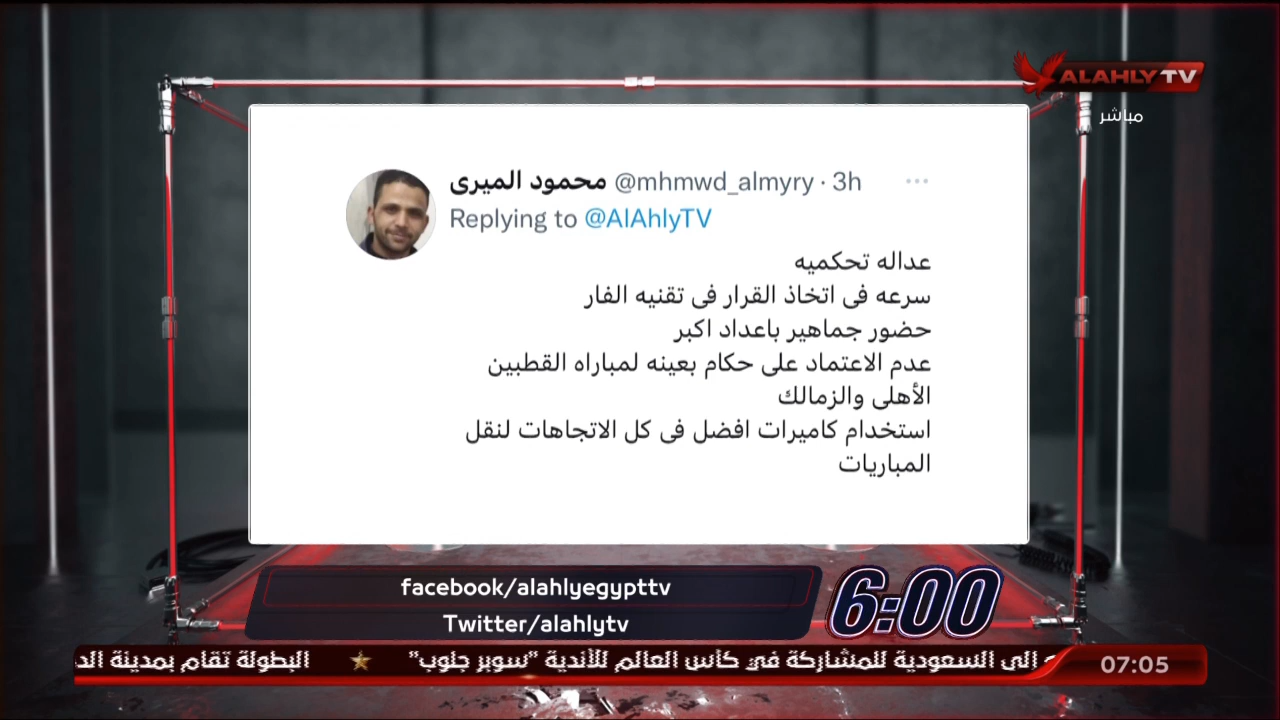 ALAHLY TV
مباشر
محمود الميرى @mhmwd_almyry · 3h
Replying to @AlAhlyTV
عداله تحكميه
سرعه فى اتخاذ القرار فى تقنيه الفار
حضور جماهير باعداد اكبر
عدم الاعتماد على حكام بعينه لمباراه القطبين
الأهلى والزمالك
استخدام كاميرات افضل فى كل الاتجاهات لنقل
المباريات
facebook/alahlyegypttv
Twitter/alahlytv
6:00
إلى السعودية للمشاركة في كأس العالم للأندية "سوبر جلوب" ★ البطولة تقام بمدينة
07:05